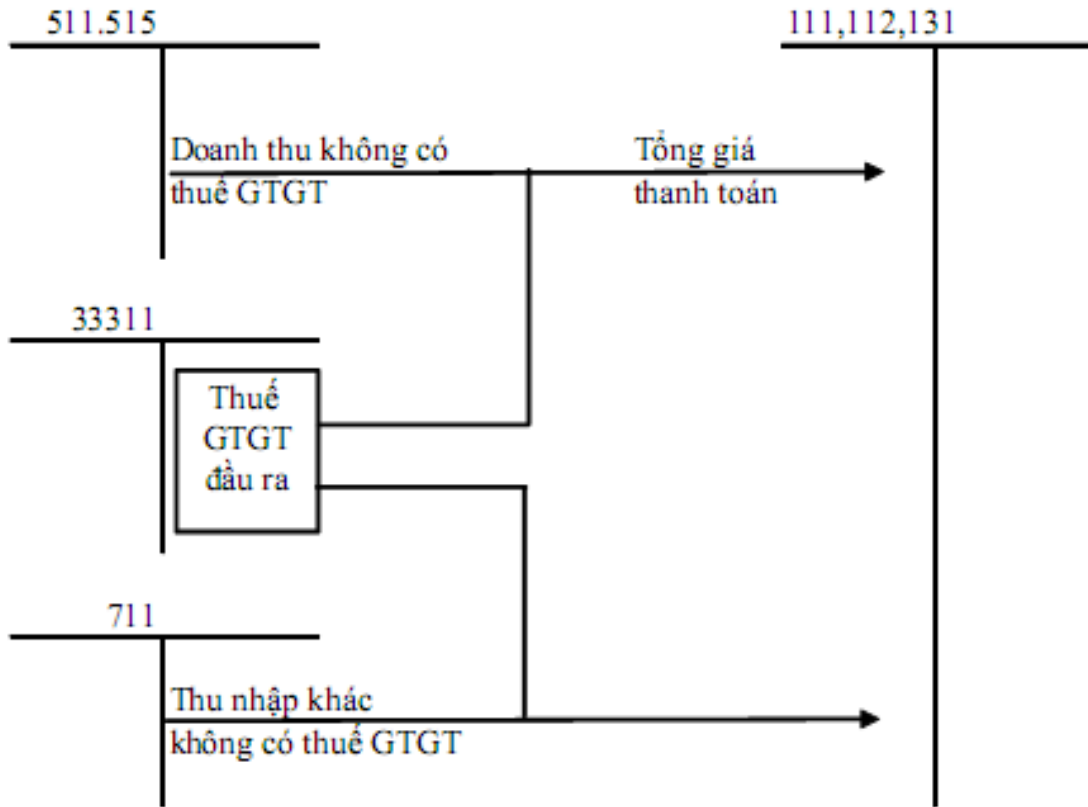 511.515
111,112,131
Doanh thu không có
thuế GTGT
Tổng giá
thanh toán
33311
Thuế
GTGT
đầu ra
711
Thu nhập khác
không có thuế GTGT